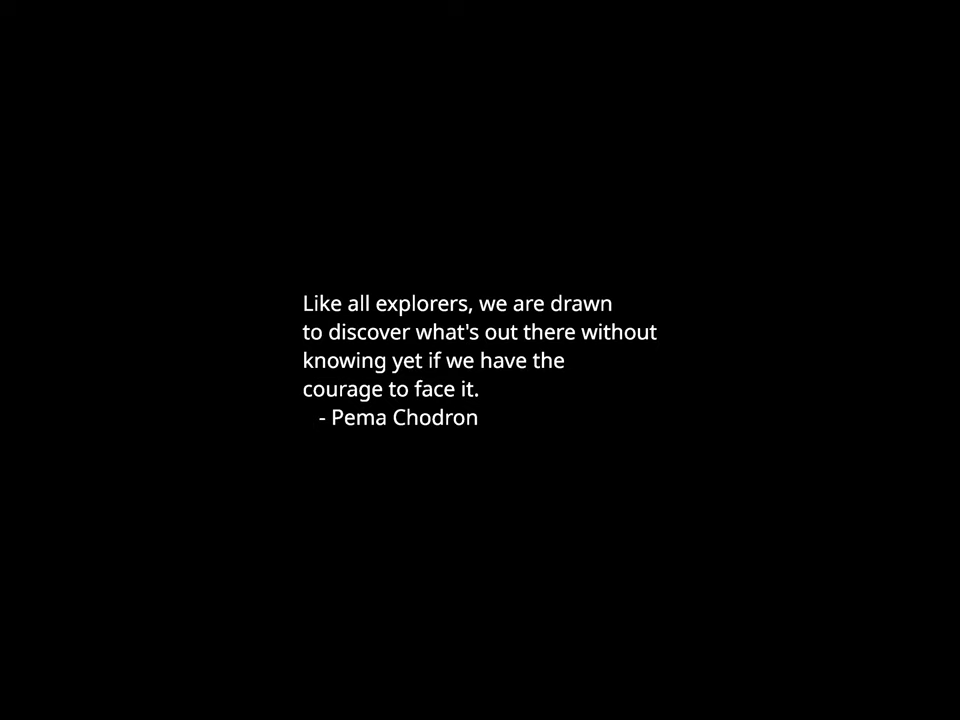 Like all explorers, we are drawn
to discover what's out there without
knowing yet if we have the
courage to face it.
- Pema Chodron